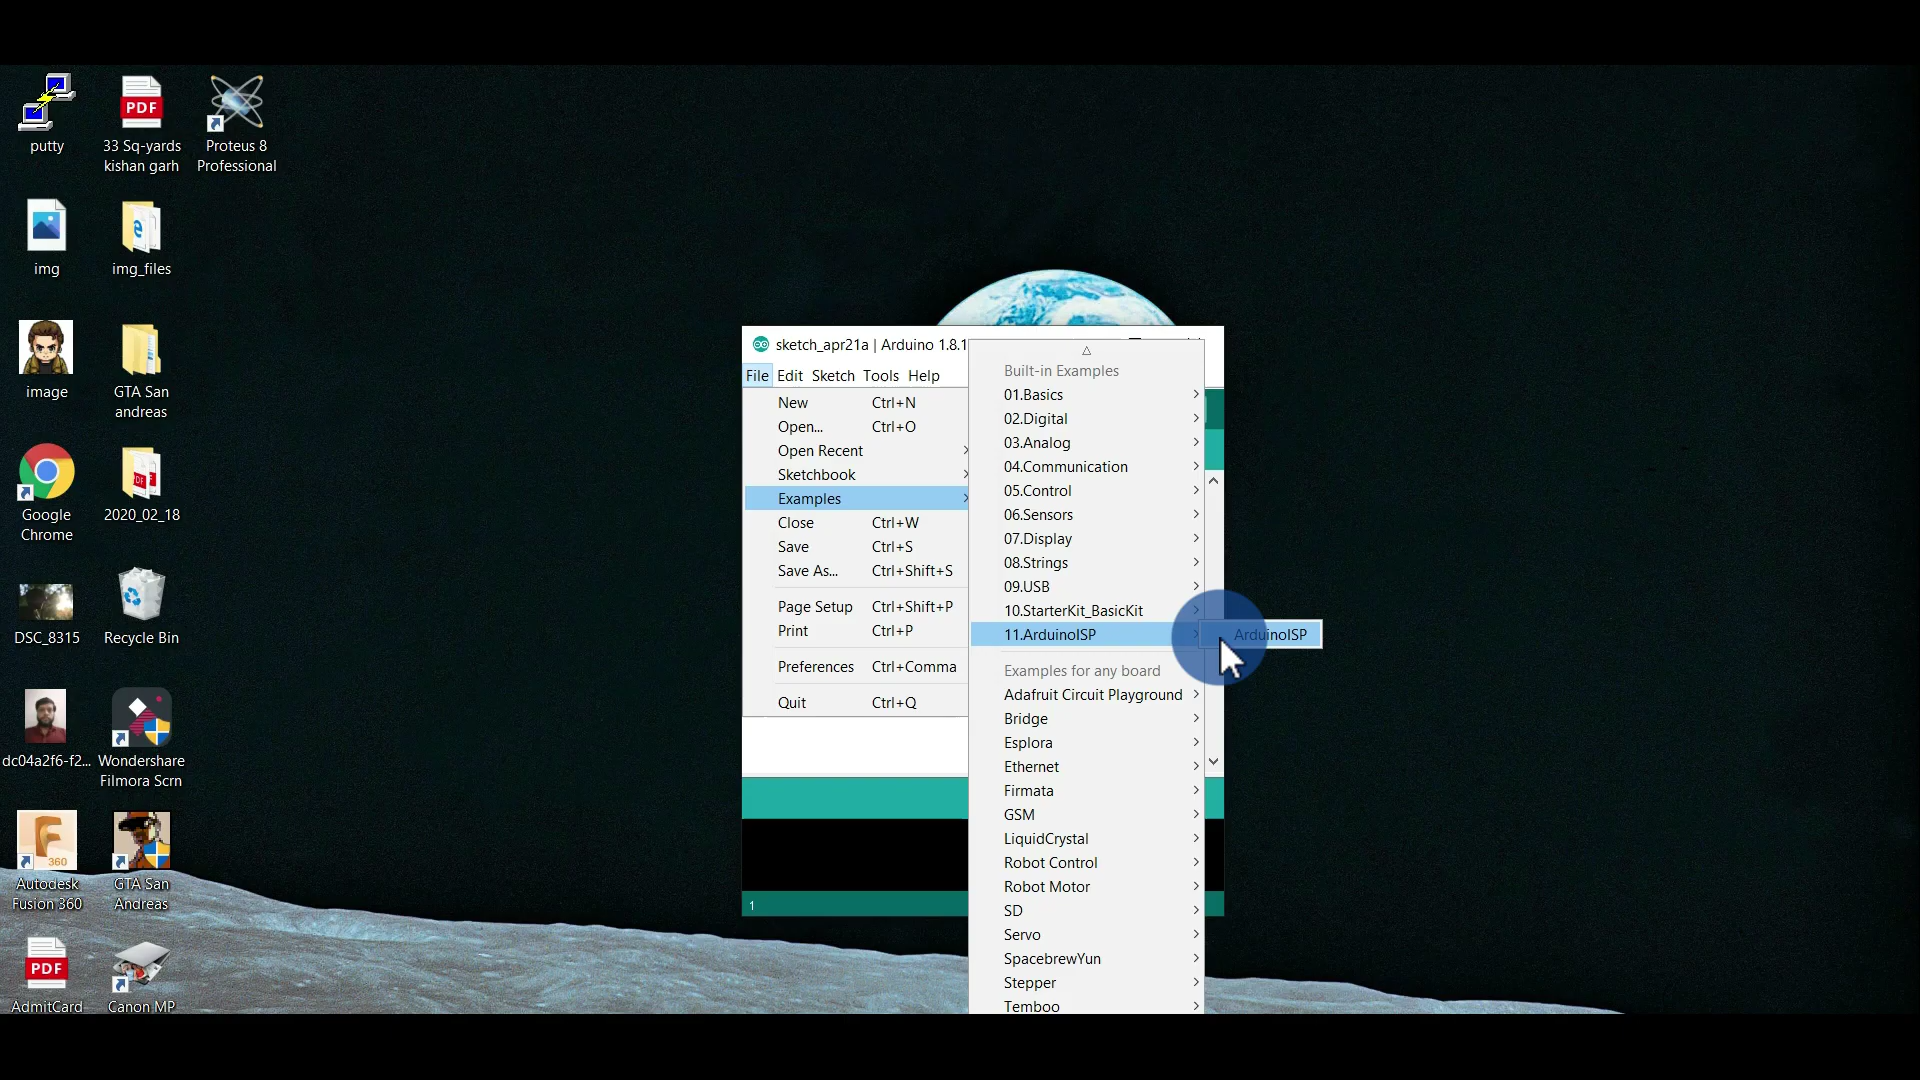 putty
PDF
33 Sq-yards
kishan garh
Proteus 8
Professional
img
img_files
image
GTA San
andreas
Google
Chrome
PDF
2020_02_18
DSC_8315
Recycle Bin
dc04a2f6-f2...
Wondershare
Filmora Scrn
360
Autodesk
Fusion 360
GTA San
Andreas
PDF
AdmitCard
Canon MP
sketch_apr21a | Arduino 1.8.1
File Edit Sketch Tools Help
New Ctrl+N
Open... Ctrl+O
Open Recent
Sketchbook
Examples
Close Ctrl+W
Save Ctrl+S
Save As... Ctrl+Shift+S
Page Setup Ctrl+Shift+P
Print Ctrl+P
Preferences Ctrl+Comma
Quit Ctrl+Q
1
Built-in Examples
01.Basics
02.Digital
03.Analog
04.Communication
05.Control
06.Sensors
07.Display
08.Strings
09.USB
10.StarterKit_BasicKit
11.ArduinoISP
ArduinoISP
Examples for any board
Adafruit Circuit Playground
Bridge
Esplora
Ethernet
Firmata
GSM
LiquidCrystal
Robot Control
Robot Motor
SD
Servo
SpacebrewYun
Stepper
Temboo